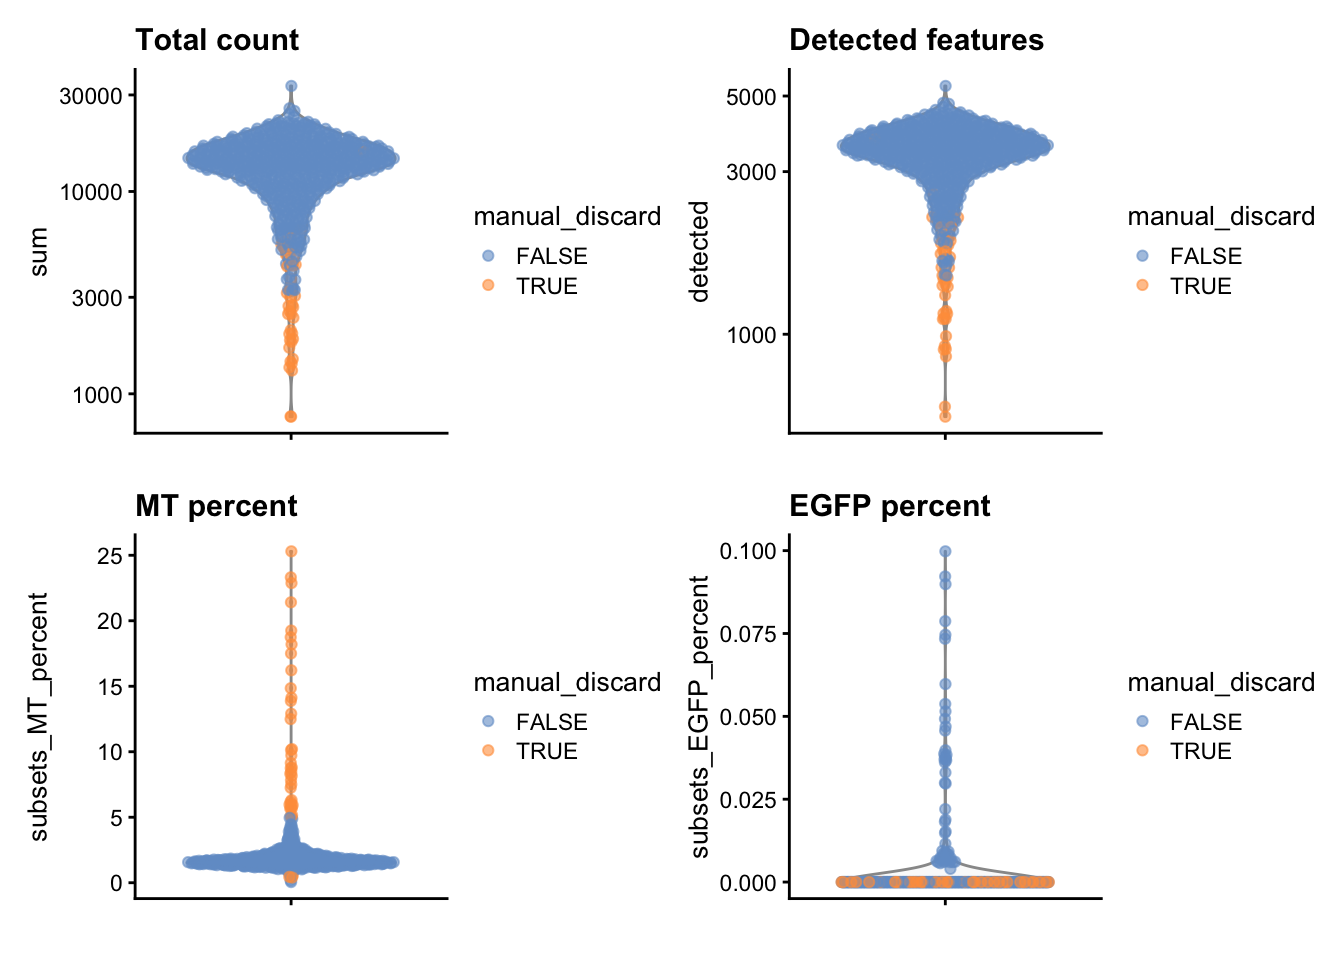 Total count
30000
10000
3000
1000
sum
manual_discard
FALSE
TRUE
Detected features
5000
3000
1000
detected
manual_discard
FALSE
TRUE
MT percent
25
20
15
10
5
0
subsets_MT_percent
manual_discard
FALSE
TRUE
EGFP percent
0.100
0.075
0.050
0.025
0.000
subsets_EGFP_percent
manual_discard
FALSE
TRUE